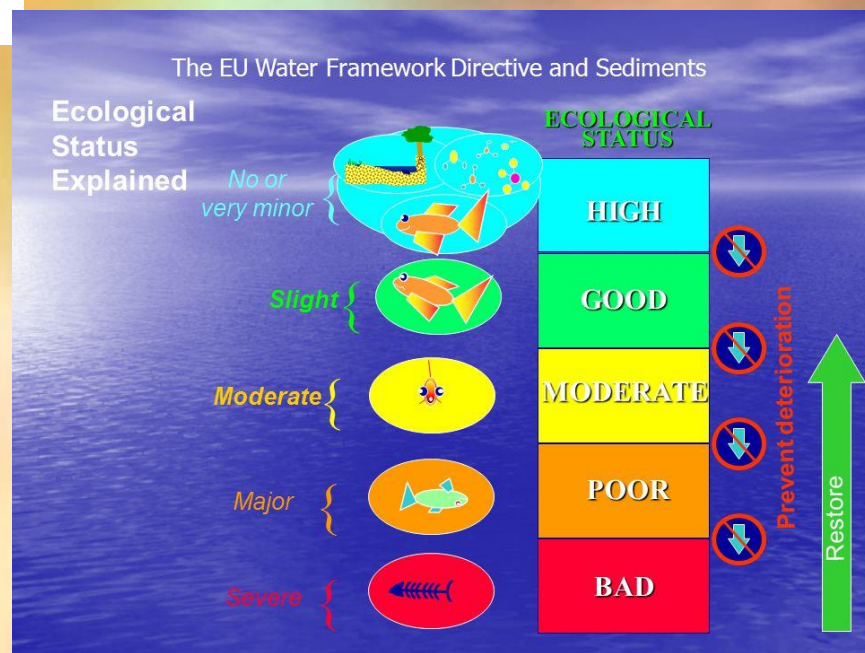 The EU Water Framework Directive and Sediments
Ecological
Status
Explained
ECOLOGICAL
STATUS
No or
very minor
HIGH
Slight
GOOD
Moderate
MODERATE
Major
POOR
Severe
BAD
Prevent deterioration
Restore